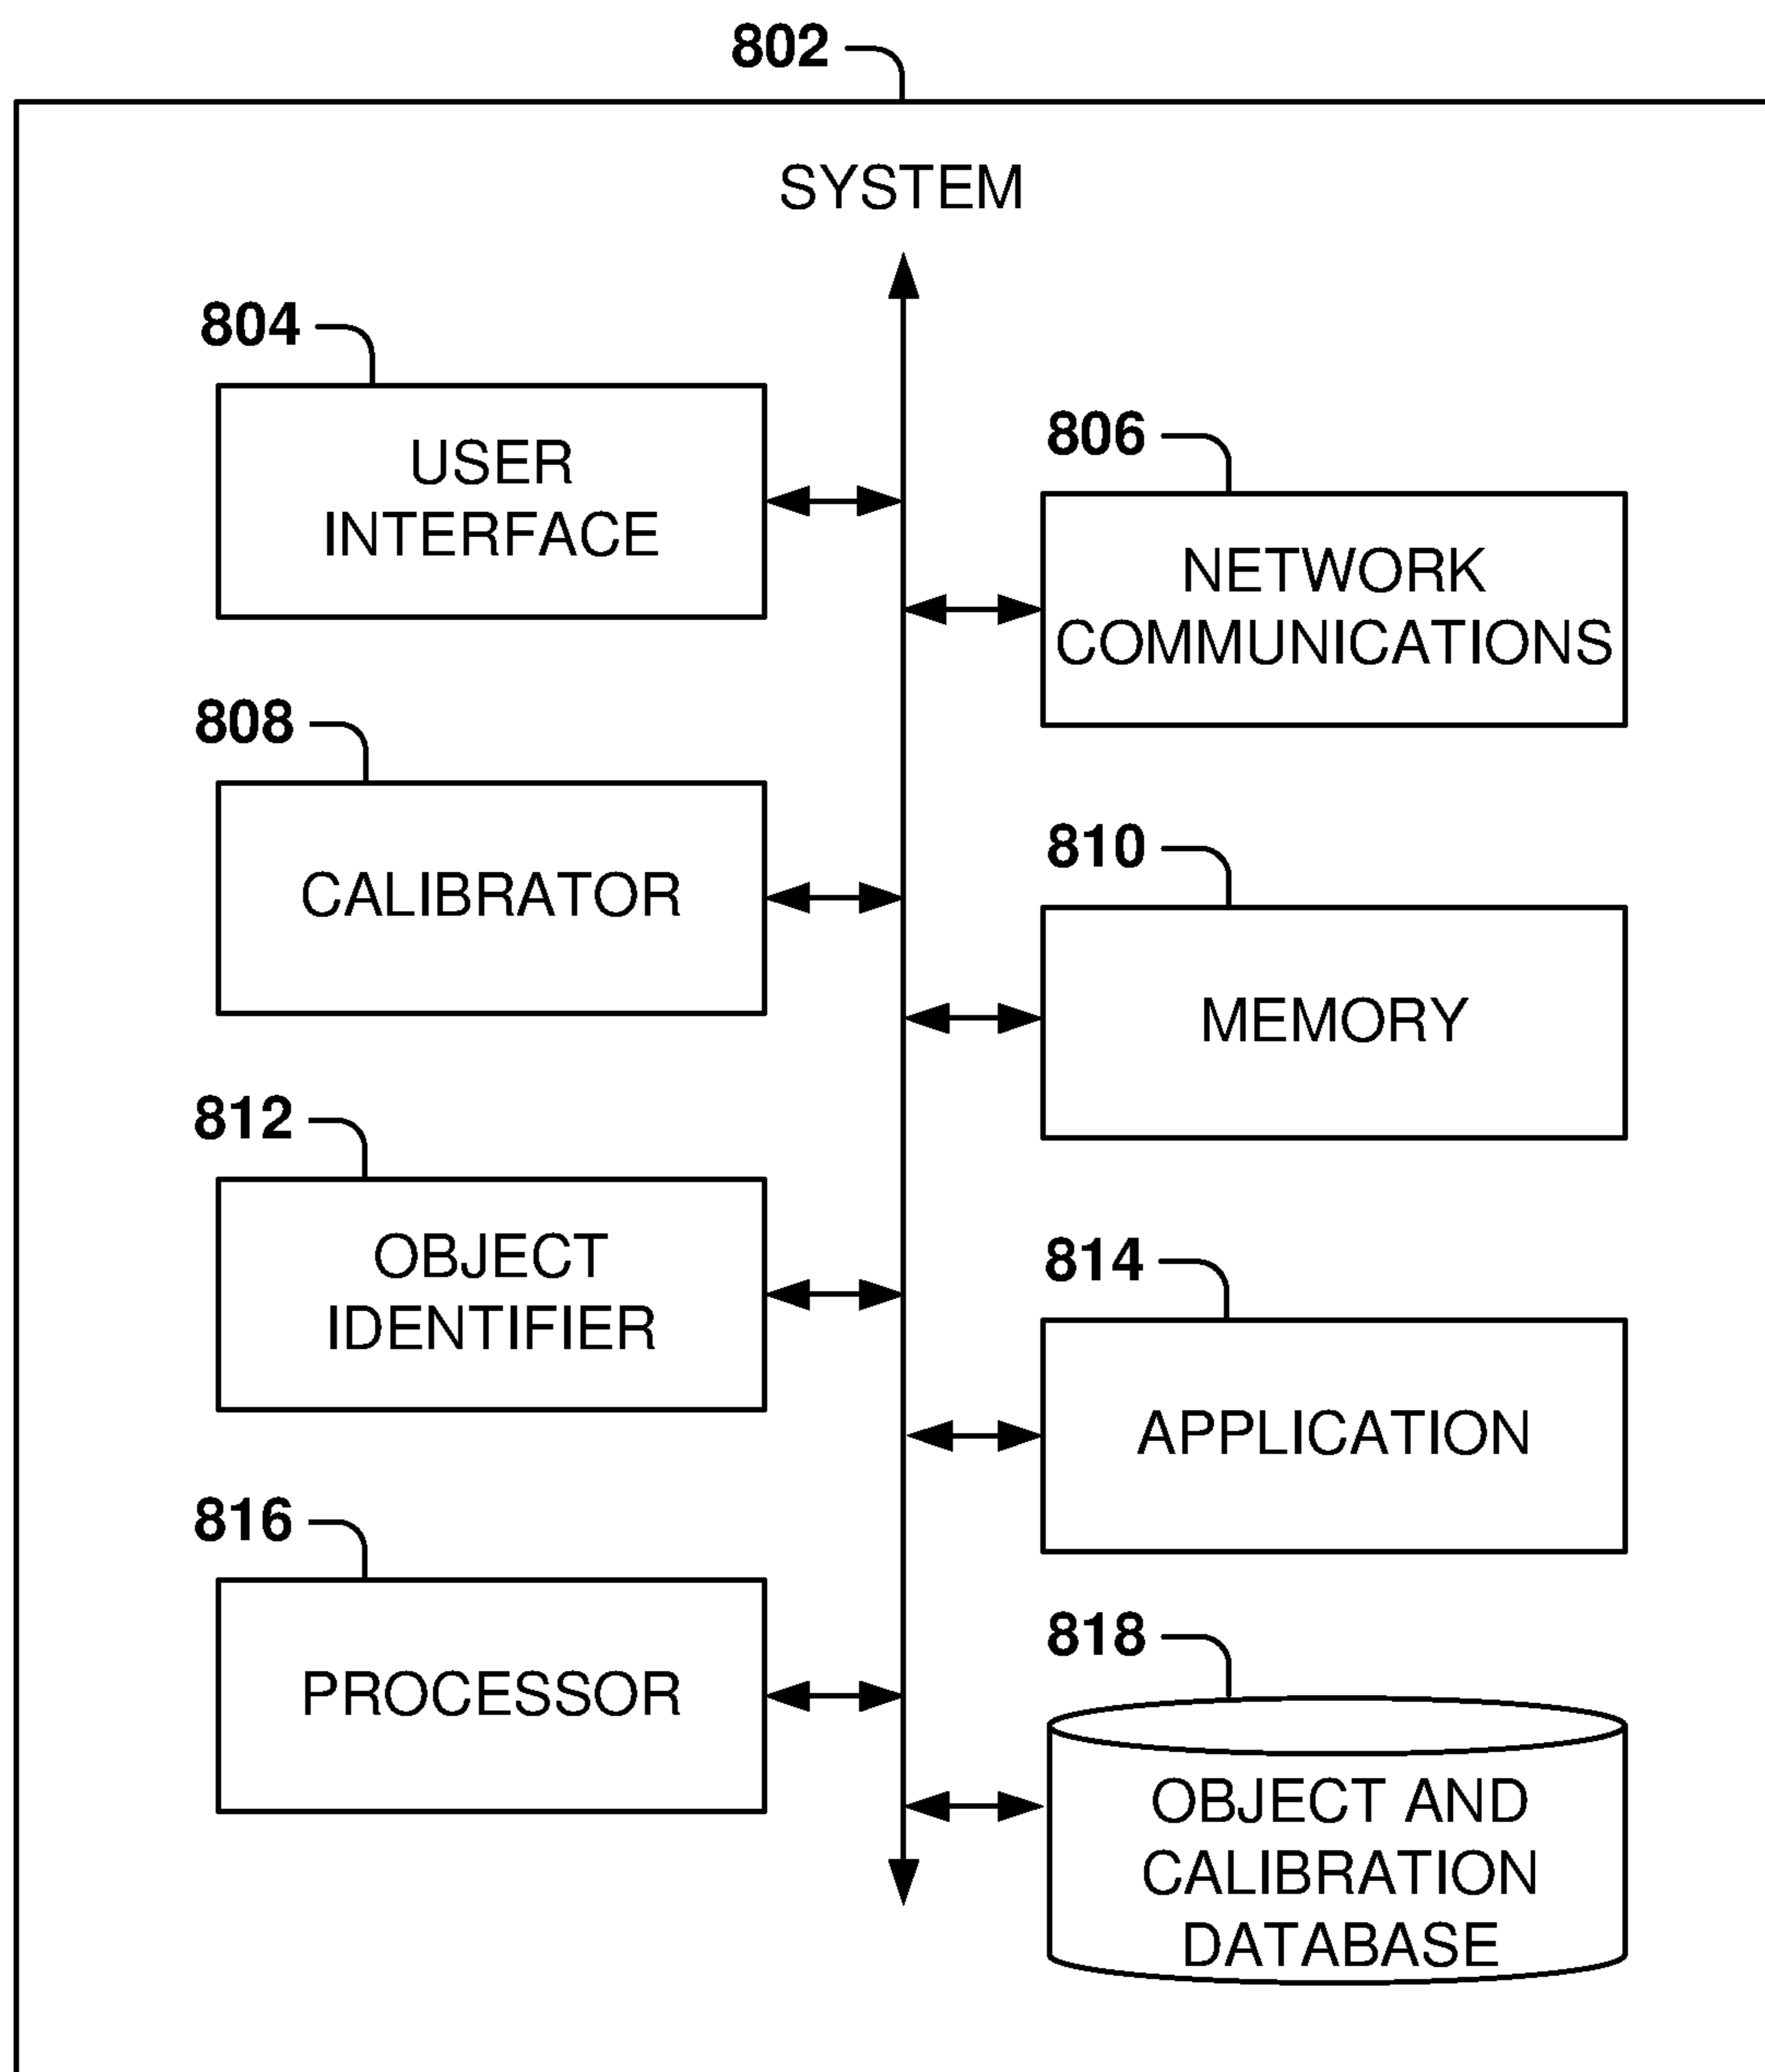 802
SYSTEM
804
USER
INTERFACE
806
NETWORK
COMMUNICATIONS
808
CALIBRATOR
810
MEMORY
812
OBJECT
IDENTIFIER
814
APPLICATION
816
PROCESSOR
818
OBJECT AND
CALIBRATION
DATABASE